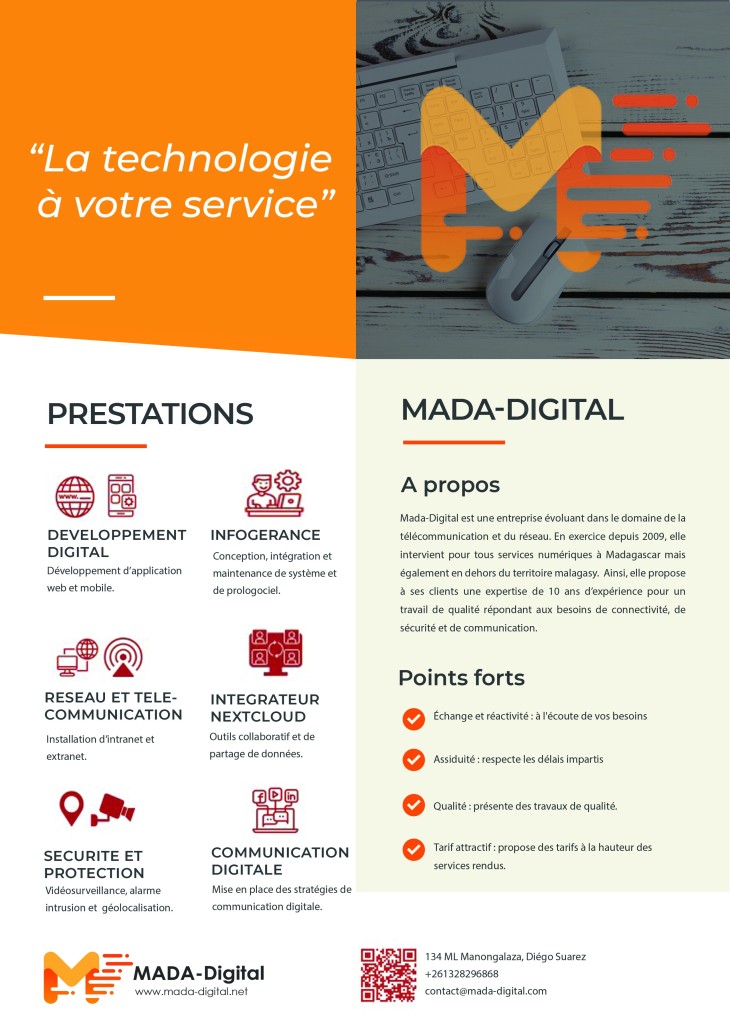 “La technologie
à votre service”
PRESTATIONS
www.
DEVELOPPEMENT
DIGITAL
Développement d’application
web et mobile.
INFOGERANCE
Conception, intégration et
maintenance de système et
de prologociel.
RESEAU ET TELE-
COMMUNICATION
Installation d'intranet et
extranet.
INTEGRATEUR
NEXTCLOUD
Outils collaboratif et de
partage de données.
SECURITE ET
PROTECTION
Vidéosurveillance, alarme
intrusion et géolocalisation.
COMMUNICATION
DIGITALE
Mise en place des stratégies de
communication digitale.
MADA-DIGITAL
A propos
Mada-Digital est une entreprise évoluant dans le domaine de la
télécommunication et du réseau. En exercice depuis 2009, elle
intervient pour tous services numériques à Madagascar mais
également en dehors du territoire malagasy. Ainsi, elle propose
à ses clients une expertise de 10 ans d’expérience pour un
travail de qualité répondant aux besoins de connectivité, de
sécurité et de communication.
Points forts
Échange et réactivité : à l'écoute de vos besoins
Assiduité : respecte les délais impartis
Qualité : présente des travaux de qualité.
Tarif attractif : propose des tarifs à la hauteur des
services rendus.
MADA-Digital
www.mada-digital.net
134 ML Manongalaza, Diégo Suarez
+261328296868
contact@mada-digital.com